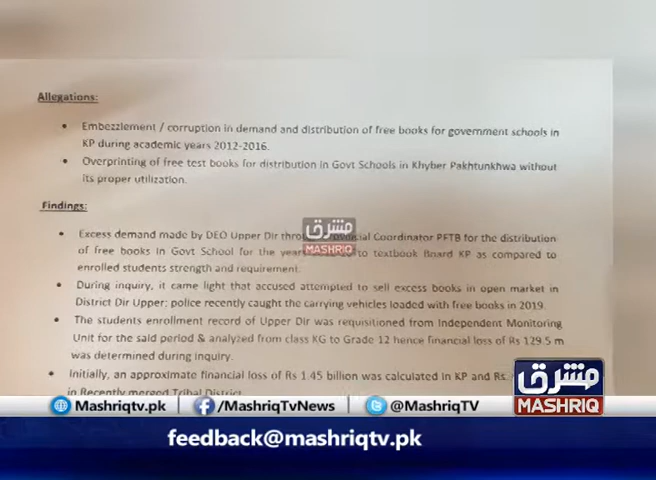 Allegations:
• Embezzlement / corruption in demand and distribution of free books for government schools in
KP during academic years 2012-2016.
• Overprinting of free test books for distribution in Govt Schools in Khyber Pakhtunkhwa without
its proper utilization.
Findings:
مشرق
MASHRIQ
• Excess demand made by DEO Upper Dir Coordinator PFTB for the distribution
of free books in Govt School for the to textbook Board KP as compared to
enrolled students strength and requirement.
• During inquiry, it came light that accused attempted to sell excess books in open market in
District Dir Upper: police recently caught the carrying vehicles loaded with free books in 2019.
• The students enrollment record of Upper Dir was requisitioned from Independent Monitoring
Unit for the said period & analyzed from class KG to Grade 12 hence financial loss of Rs 129.5 m
was determined during inquiry.
• Initially, an approximate financial loss of Rs 1.45 billion was calculated in KP and Rs.
in Recently merged Tribal District
مشرق
MASHRIQ
Mashriqtv.pk | /MashriqTvNews | @MashriqTV
feedback@mashriqtv.pk